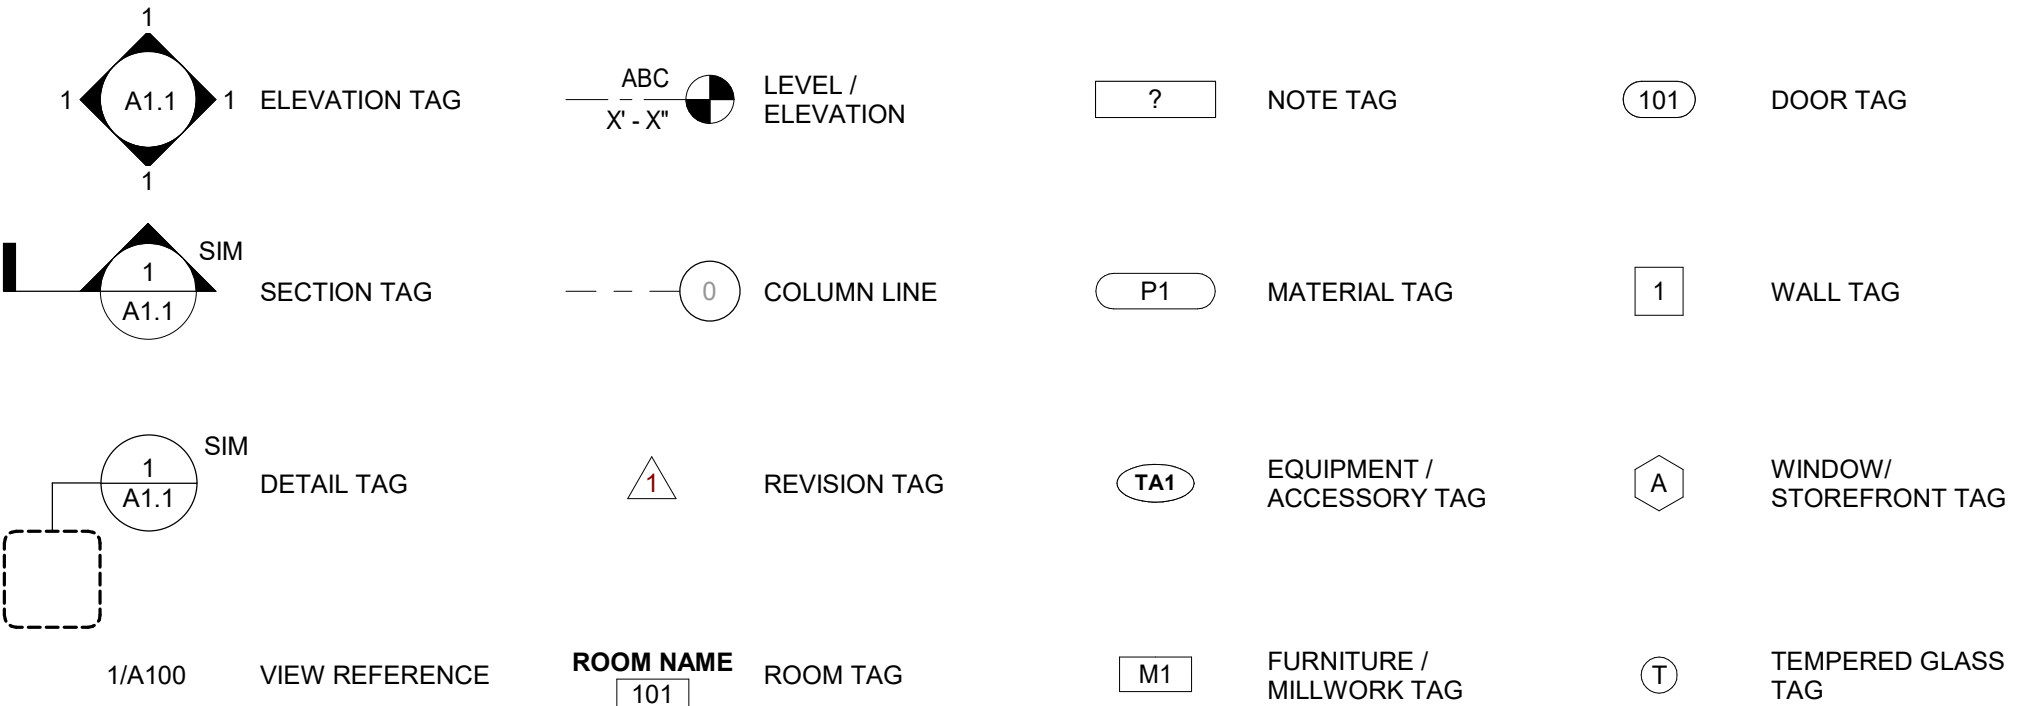 1
1
A1.1
1
1
ELEVATION TAG
ABC
X' - X"
LEVEL /
ELEVATION
?
NOTE TAG
101
DOOR TAG
SIM
1
A1.1
SECTION TAG
0
COLUMN LINE
P1
MATERIAL TAG
1
WALL TAG
SIM
1
A1.1
DETAIL TAG
1
REVISION TAG
TA1
EQUIPMENT /
ACCESSORY TAG
A
WINDOW/
STOREFRONT TAG
1/A100
VIEW REFERENCE
ROOM NAME
101
ROOM TAG
M1
FURNITURE /
MILLWORK TAG
T
TEMPERED GLASS
TAG